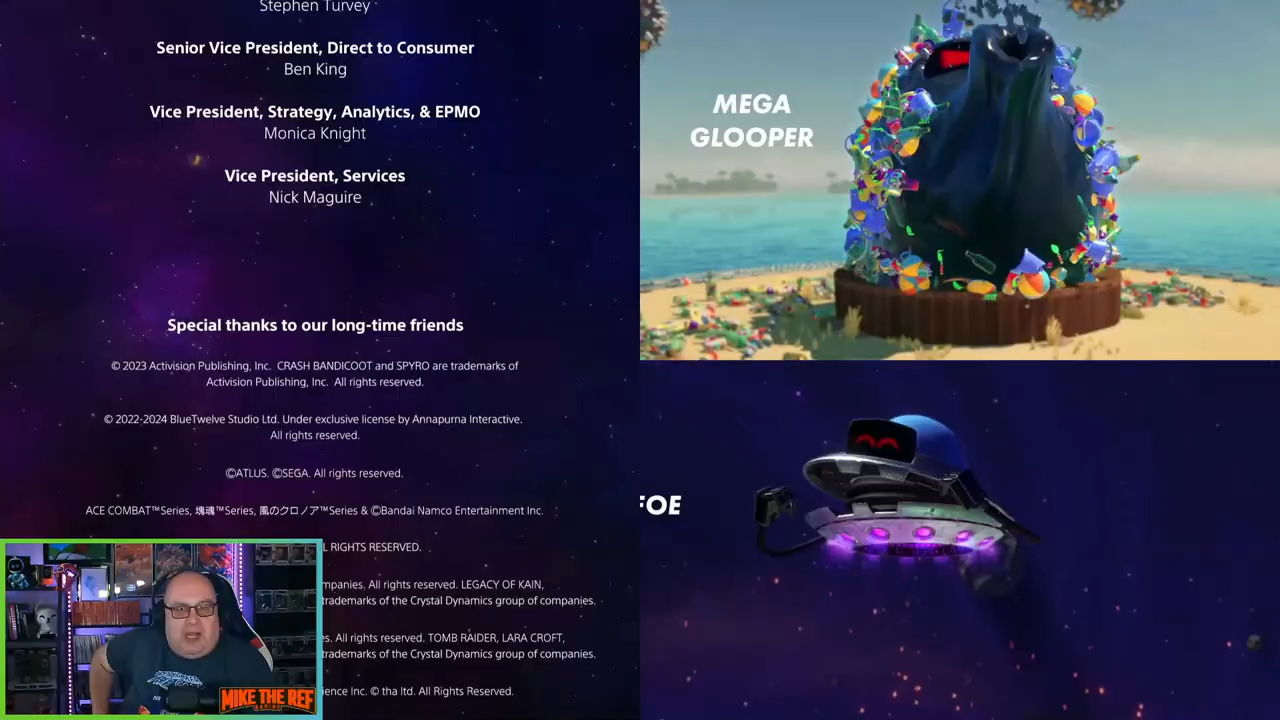 Stephen Turvey
Senior Vice President, Direct to Consumer
Ben King
Vice President, Strategy, Analytics, & EPMO
Monica Knight
Vice President, Services
Nick Maguire
Special thanks to our long-time friends
© 2023 Activision Publishing, Inc. CRASH BANDICOOT and SPYRO are trademarks of
Activision Publishing, Inc. All rights reserved.
© 2022-2024 BlueTwelve Studio Ltd. Under exclusive license by Annapurna Interactive.
All rights reserved.
©ATLUS. ©SEGA. All rights reserved.
ACE COMBAT™Series, 塊魂™Series, 風のクロノア™Series & ©Bandai Namco Entertainment Inc.
L RIGHTS RESERVED.
mpanies. All rights reserved. LEGACY OF KAIN,
trademarks of the Crystal Dynamics group of companies.
es. All rights reserved. TOMB RAIDER, LARA CROFT,
trademarks of the Crystal Dynamics group of companies.
ience Inc. © tha ltd. All Rights Reserved.
MEGA
GLOOPER
FOE
MIKE THE REF